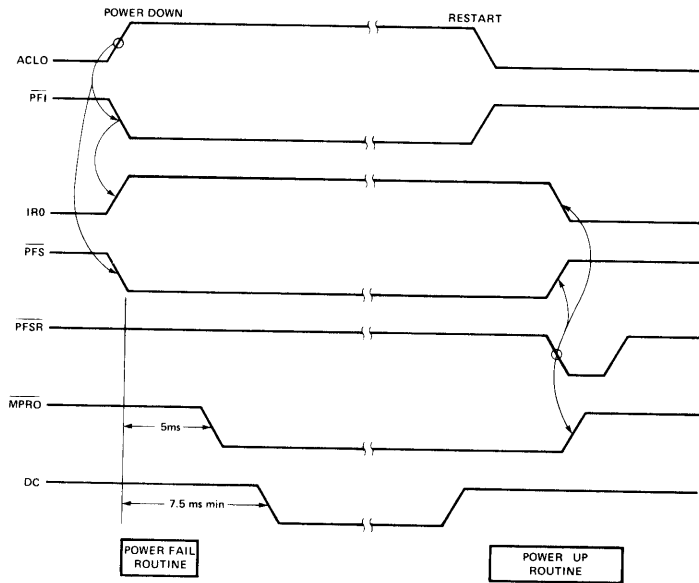 POWER DOWN
RESTART
ACLO
PFI
IR0
PFS
PFSR
MPRO
5ms
DC
7.5 ms min
POWER FAIL
ROUTINE
POWER UP
ROUTINE